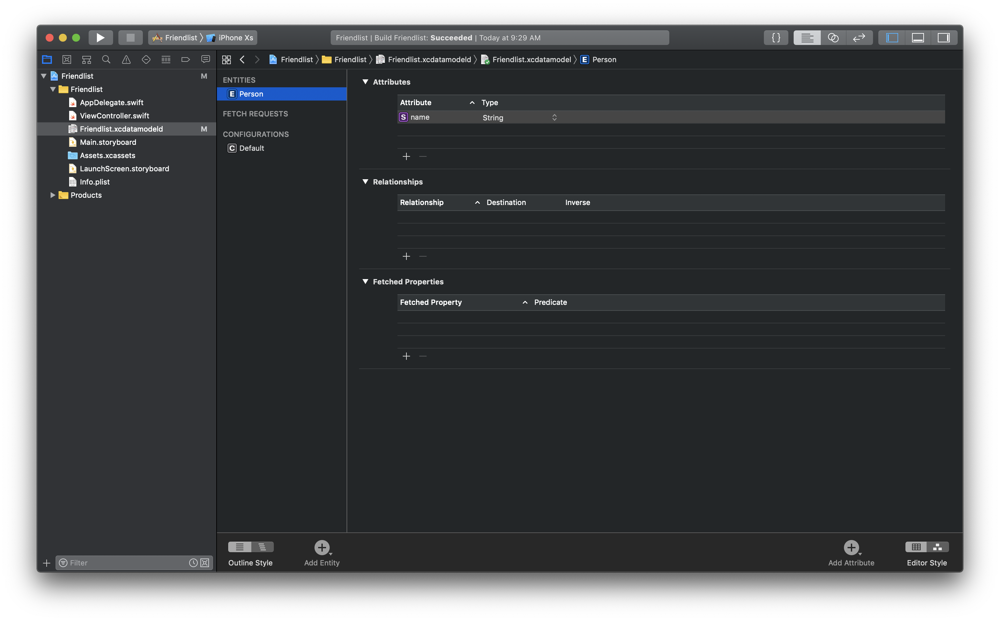 Friendlist 〉 iPhone Xs
Friendlist | Build Friendlist: Succeeded | Today at 9:29 AM
{ }
Friendlist 〉 Friendlist 〉 Friendlist.xcdatamodeld 〉 Friendlist.xcdatamodel 〉 E Person
Friendlist M
Friendlist
AppDelegate.swift
ViewController.swift
Friendlist.xcdatamodeld M
Main.storyboard
Assets.xcassets
LaunchScreen.storyboard
Info.plist
Products
Filter
ENTITIES
E Person
FETCH REQUESTS
CONFIGURATIONS
C Default
Attributes
Attribute Type
S name String
Relationships
Relationship Destination Inverse
Fetched Properties
Fetched Property Predicate
Outline Style Add Entity Add Attribute Editor Style